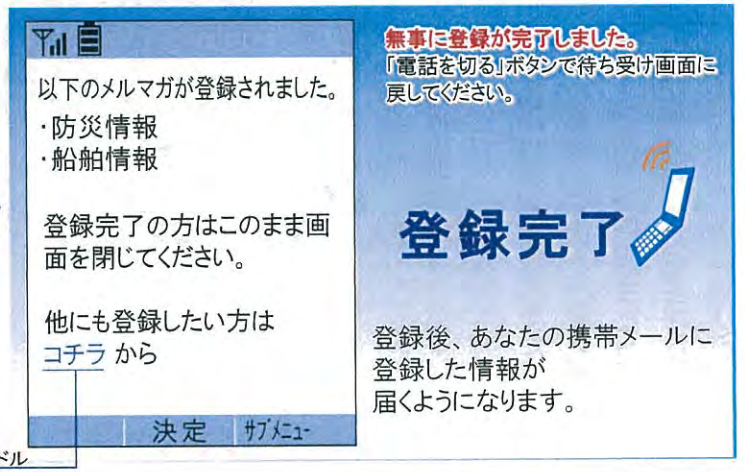 以下のメルマガが登録されました。
・防災情報
・船舶情報
登録完了の方はこのまま画
面を閉じてください。
他にも登録したい方は
コチラ から
決定 サブメニュー
ドル
無事に登録が完了しました。
「電話を切る」ボタンで待ち受け画面に
戻してください。
登録完了
登録後、あなたの携帯メールに
登録した情報が
届くようになります。